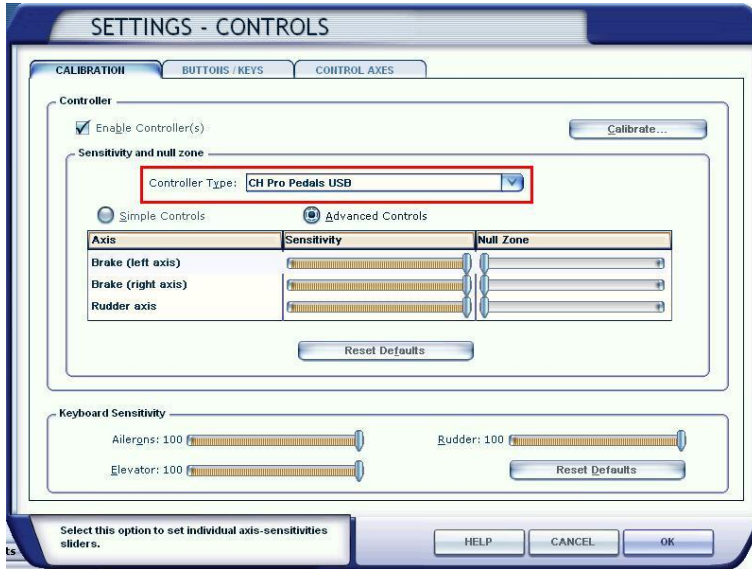 SETTINGS - CONTROLS
CALIBRATION BUTTONS / KEYS CONTROL AXES
Controller
Enable Controller(s)
Calibrate...
Sensitivity and null zone
Controller Type: CH Pro Pedals USB
Simple Controls Advanced Controls
Axis Sensitivity Null Zone
Brake (left axis)
Brake (right axis)
Rudder axis
Reset Defaults
Keyboard Sensitivity
Ailerons: 100 Rudder: 100
Elevator: 100 Reset Defaults
Select this option to set individual axis-sensitivities
sliders.
HELP CANCEL OK
ts